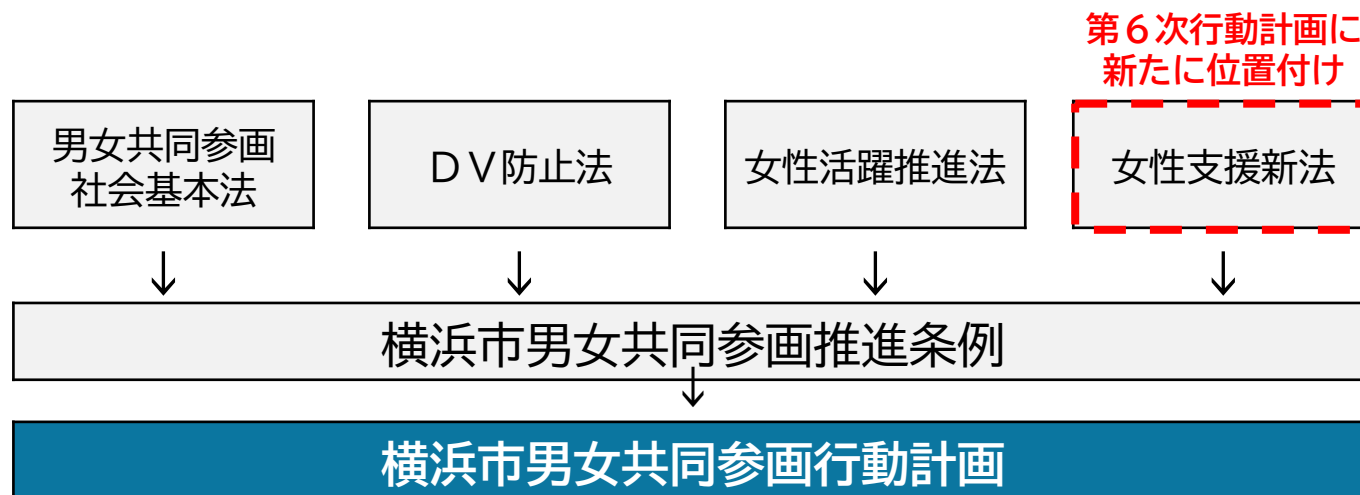 第６次行動計画に
新たに位置付け
男女共同参画
社会基本法
ＤＶ防止法
女性活躍推進法
女性支援新法
↓ ↓ ↓ ↓
横浜市男女共同参画推進条例
↓
横浜市男女共同参画行動計画